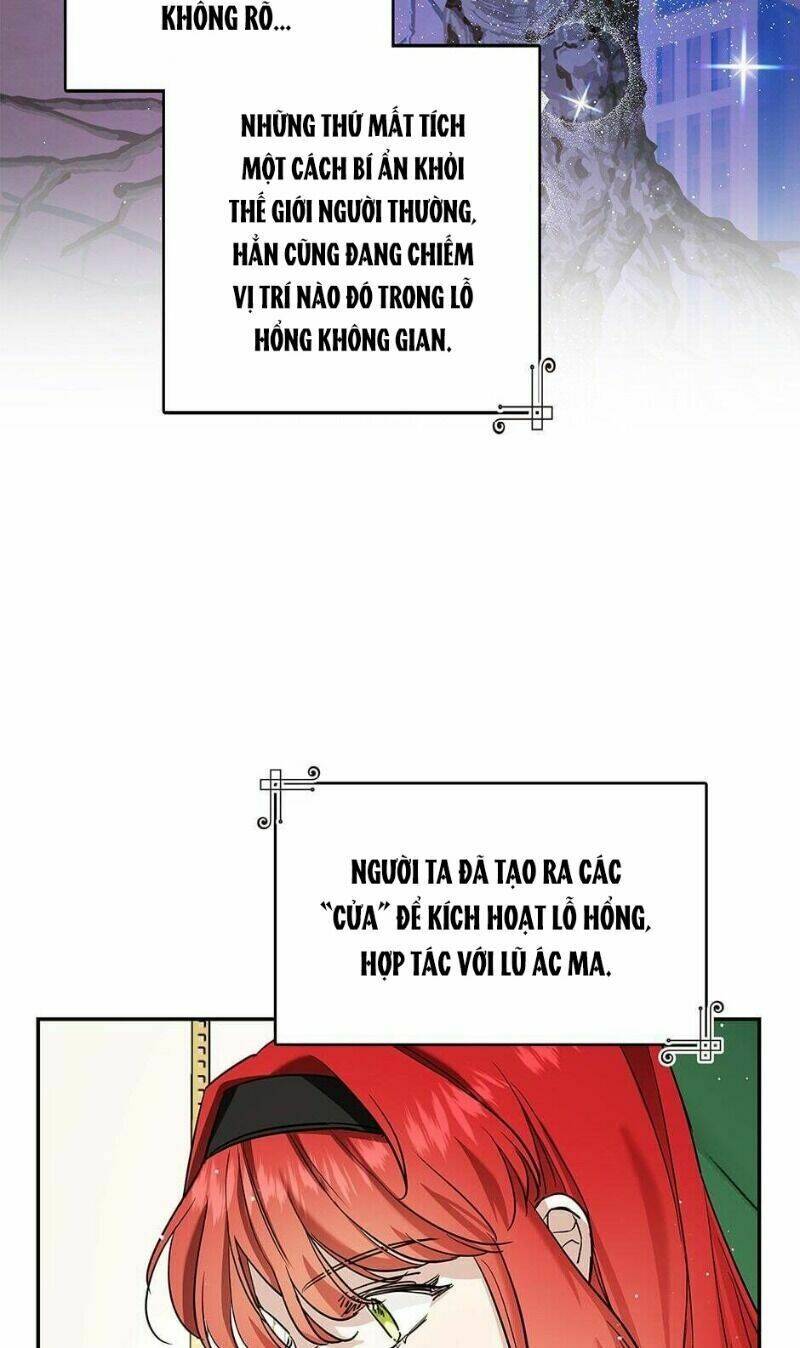 KHÔNG RÕ...
NHỮNG THỨ MẤT TÍCH
MỘT CÁCH BÍ ẨN KHỎI
THẾ GIỚI NGƯỜI THƯỜNG,
HẲN CŨNG ĐANG CHIẾM
VỊ TRÍ NÀO ĐÓ TRONG LỖ
HỔNG KHÔNG GIAN.
NGƯỜI TA ĐÃ TẠO RA CÁC
“CỬA” ĐỂ KÍCH HOẠT LỖ HỔNG,
HỢP TÁC VỚI LŨ ÁC MA.